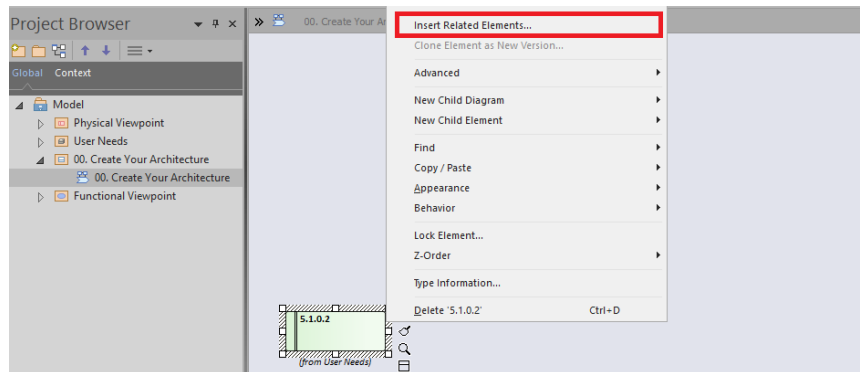 Project Browser
Global Context
Model
Physical Viewpoint
User Needs
00. Create Your Architecture
00. Create Your Architecture
Functional Viewpoint
00. Create Your Ar
Insert Related Elements...
Clone Element as New Version...
Advanced
New Child Diagram
New Child Element
Find
Copy / Paste
Appearance
Behavior
Lock Element...
Z-Order
Type Information...
Delete '5.1.0.2' Ctrl+D
5.1.0.2
(from User Needs)